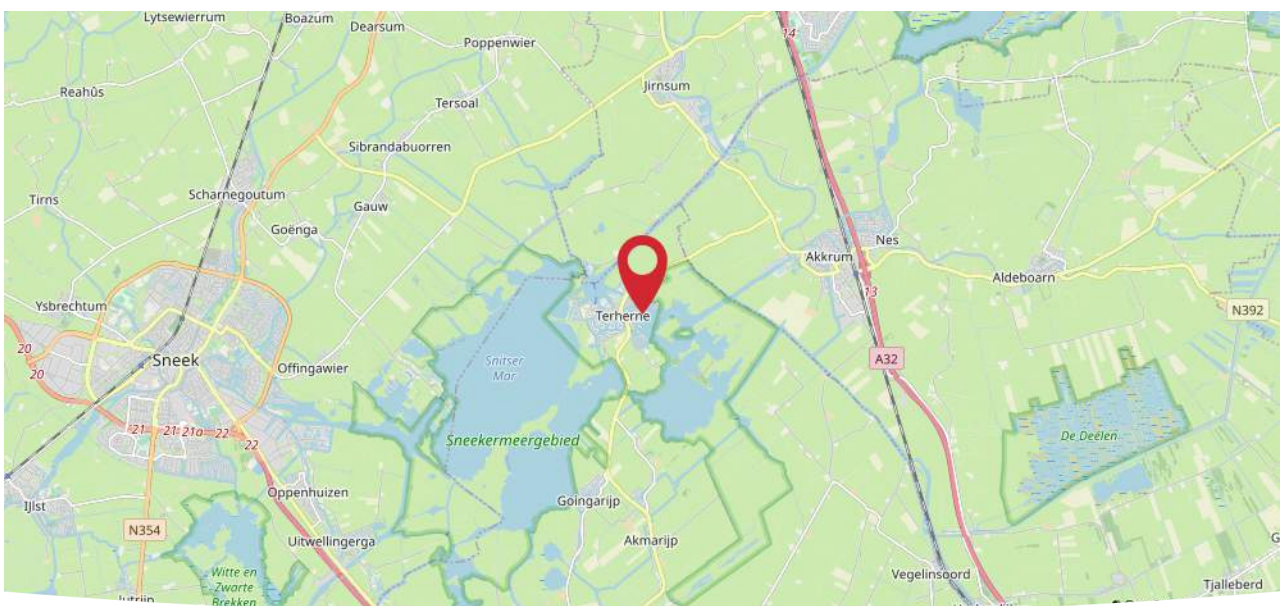 Lytsewierrum
Boazum
Dearsum
Poppenwier
14
Reahûs
Jirnsum
Tersoal
Sibrandabuorren
Scharnegoutum
Tirns
Gauw
Goënga
Nes
Akkrum
Aldeboarn
13
Ysbrechtum
Terherne
N392
20
20
Sneek
Offingawier
Snitser
Mar
A32
21
21
21a
22
22
Sneekermeergebied
De Deelen
Oppenhuizen
IJlst
Goingarijp
N354
Uitwellingerga
Akmarijp
Witte en
Zwarte
Brekken
Vegelinsoord
Tjalleberd